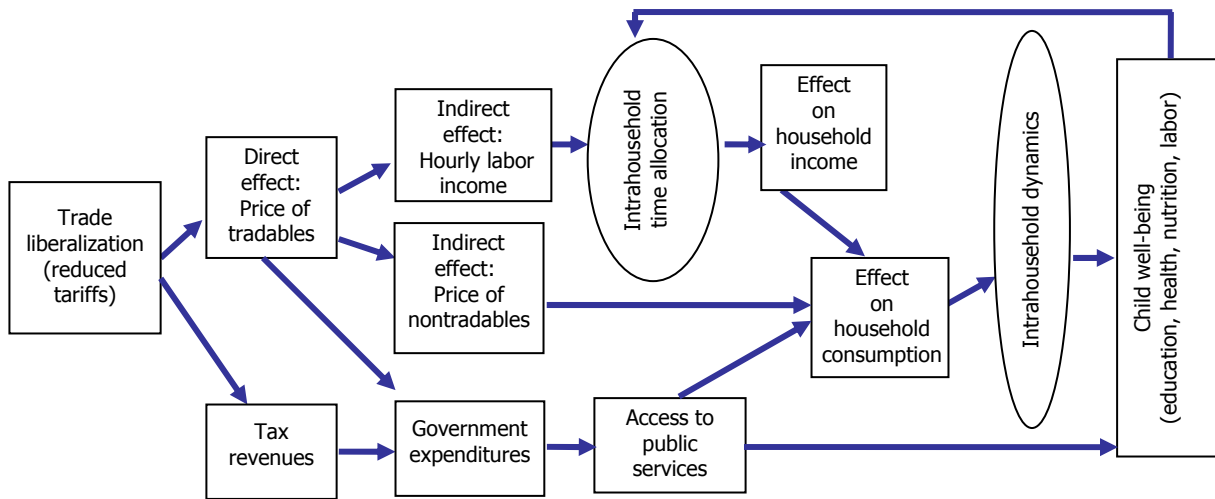 Trade
liberalization
(reduced
tariffs)
Direct
effect:
Price of
tradables
Tax
revenues
Indirect
effect:
Hourly labor
income
Indirect
effect:
Price of
nontradables
Government
expenditures
Intrahousehold
time allocation
Access to
public
services
Effect
on
household
income
Effect
on
household
consumption
Intrahousehold dynamics
Child well-being
(education, health, nutrition, labor)